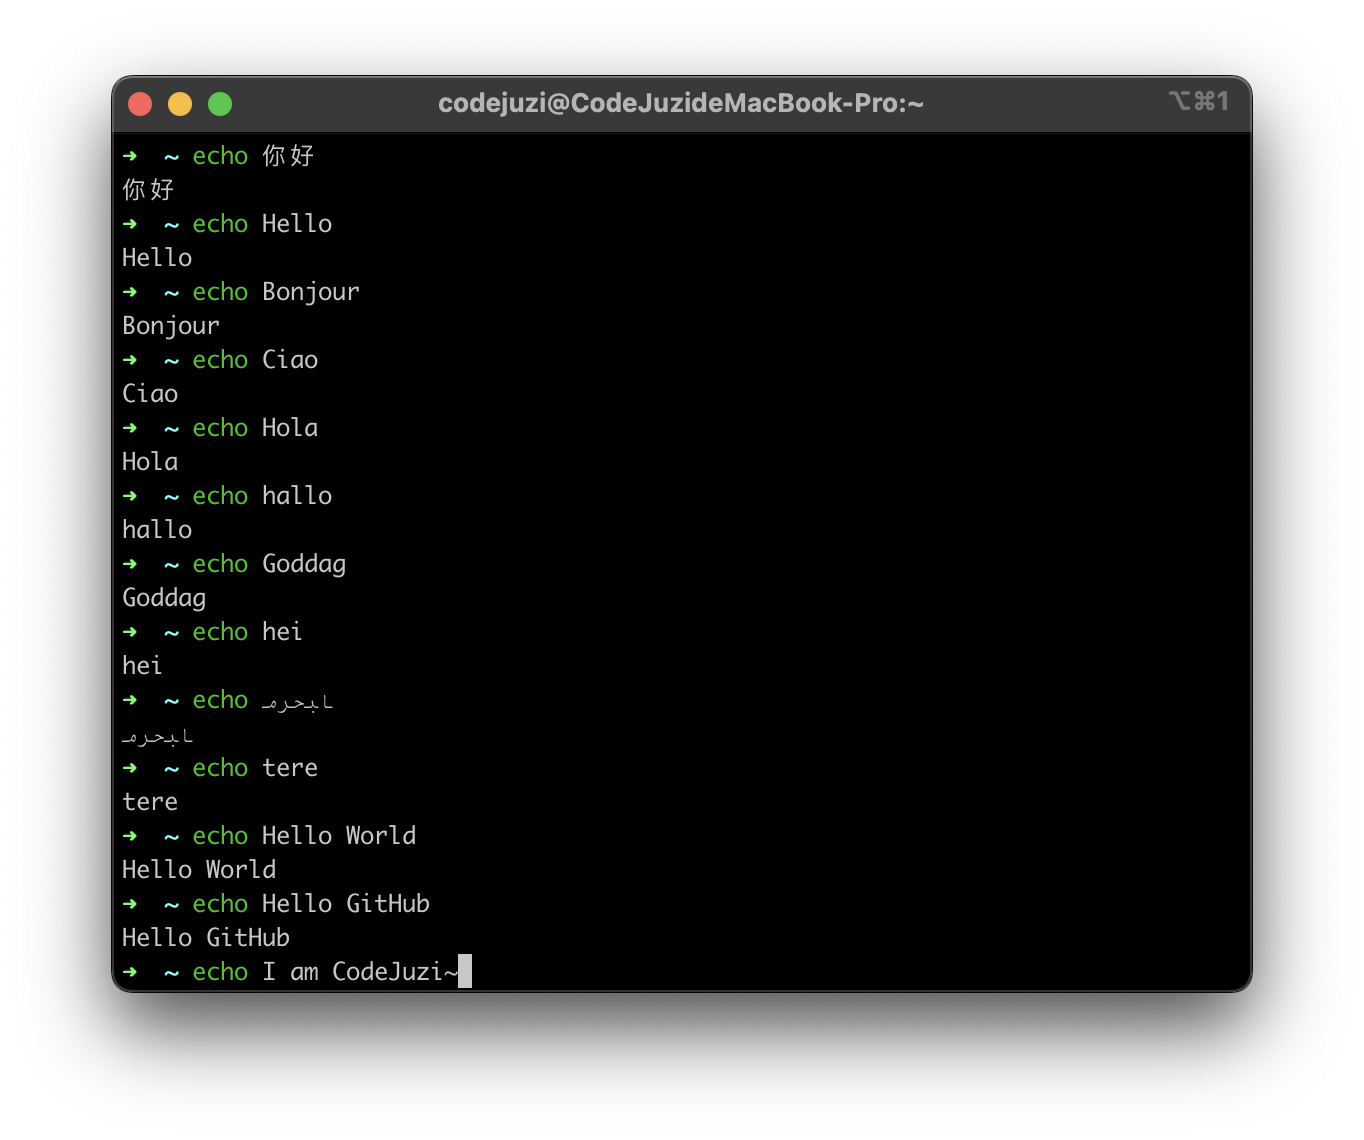 codejuzi@CodeJuzideMacBook-Pro:~ ⌥⌘1
➜ ~ echo 你好
你好
➜ ~ echo Hello
Hello
➜ ~ echo Bonjour
Bonjour
➜ ~ echo Ciao
Ciao
➜ ~ echo Hola
Hola
➜ ~ echo hallo
hallo
➜ ~ echo Goddag
Goddag
➜ ~ echo hei
hei
➜ ~ echo ﺎﺒﺣﺮﻣ
ﺎﺒﺣﺮﻣ
➜ ~ echo tere
tere
➜ ~ echo Hello World
Hello World
➜ ~ echo Hello GitHub
Hello GitHub
➜ ~ echo I am CodeJuzi~